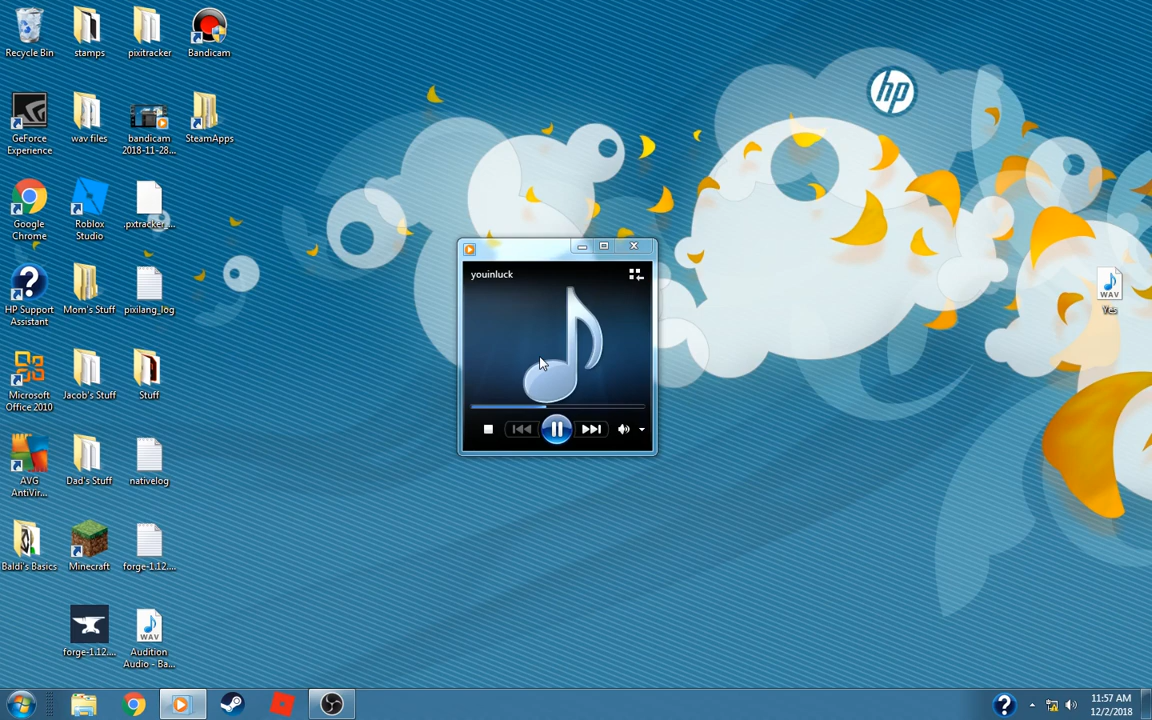 Recycle Bin
stamps
pixitracker
Bandicam
GeForce
Experience
wav files
bandicam
2018-11-28...
SteamApps
Google
Chrome
Roblox
Studio
.pxtracker_...
HP Support
Assistant
Mom's Stuff
pixilang_log
Microsoft
Office 2010
Jacob's Stuff
Stuff
AVG
AntiVir...
Dad's Stuff
nativelog
Baldi's Basics
Minecraft
forge-1.12....
forge-1.12....
WAV
Audition
Audio - Ba...
hp
youinluck
WAV
Yes
11:57 AM
12/2/2018